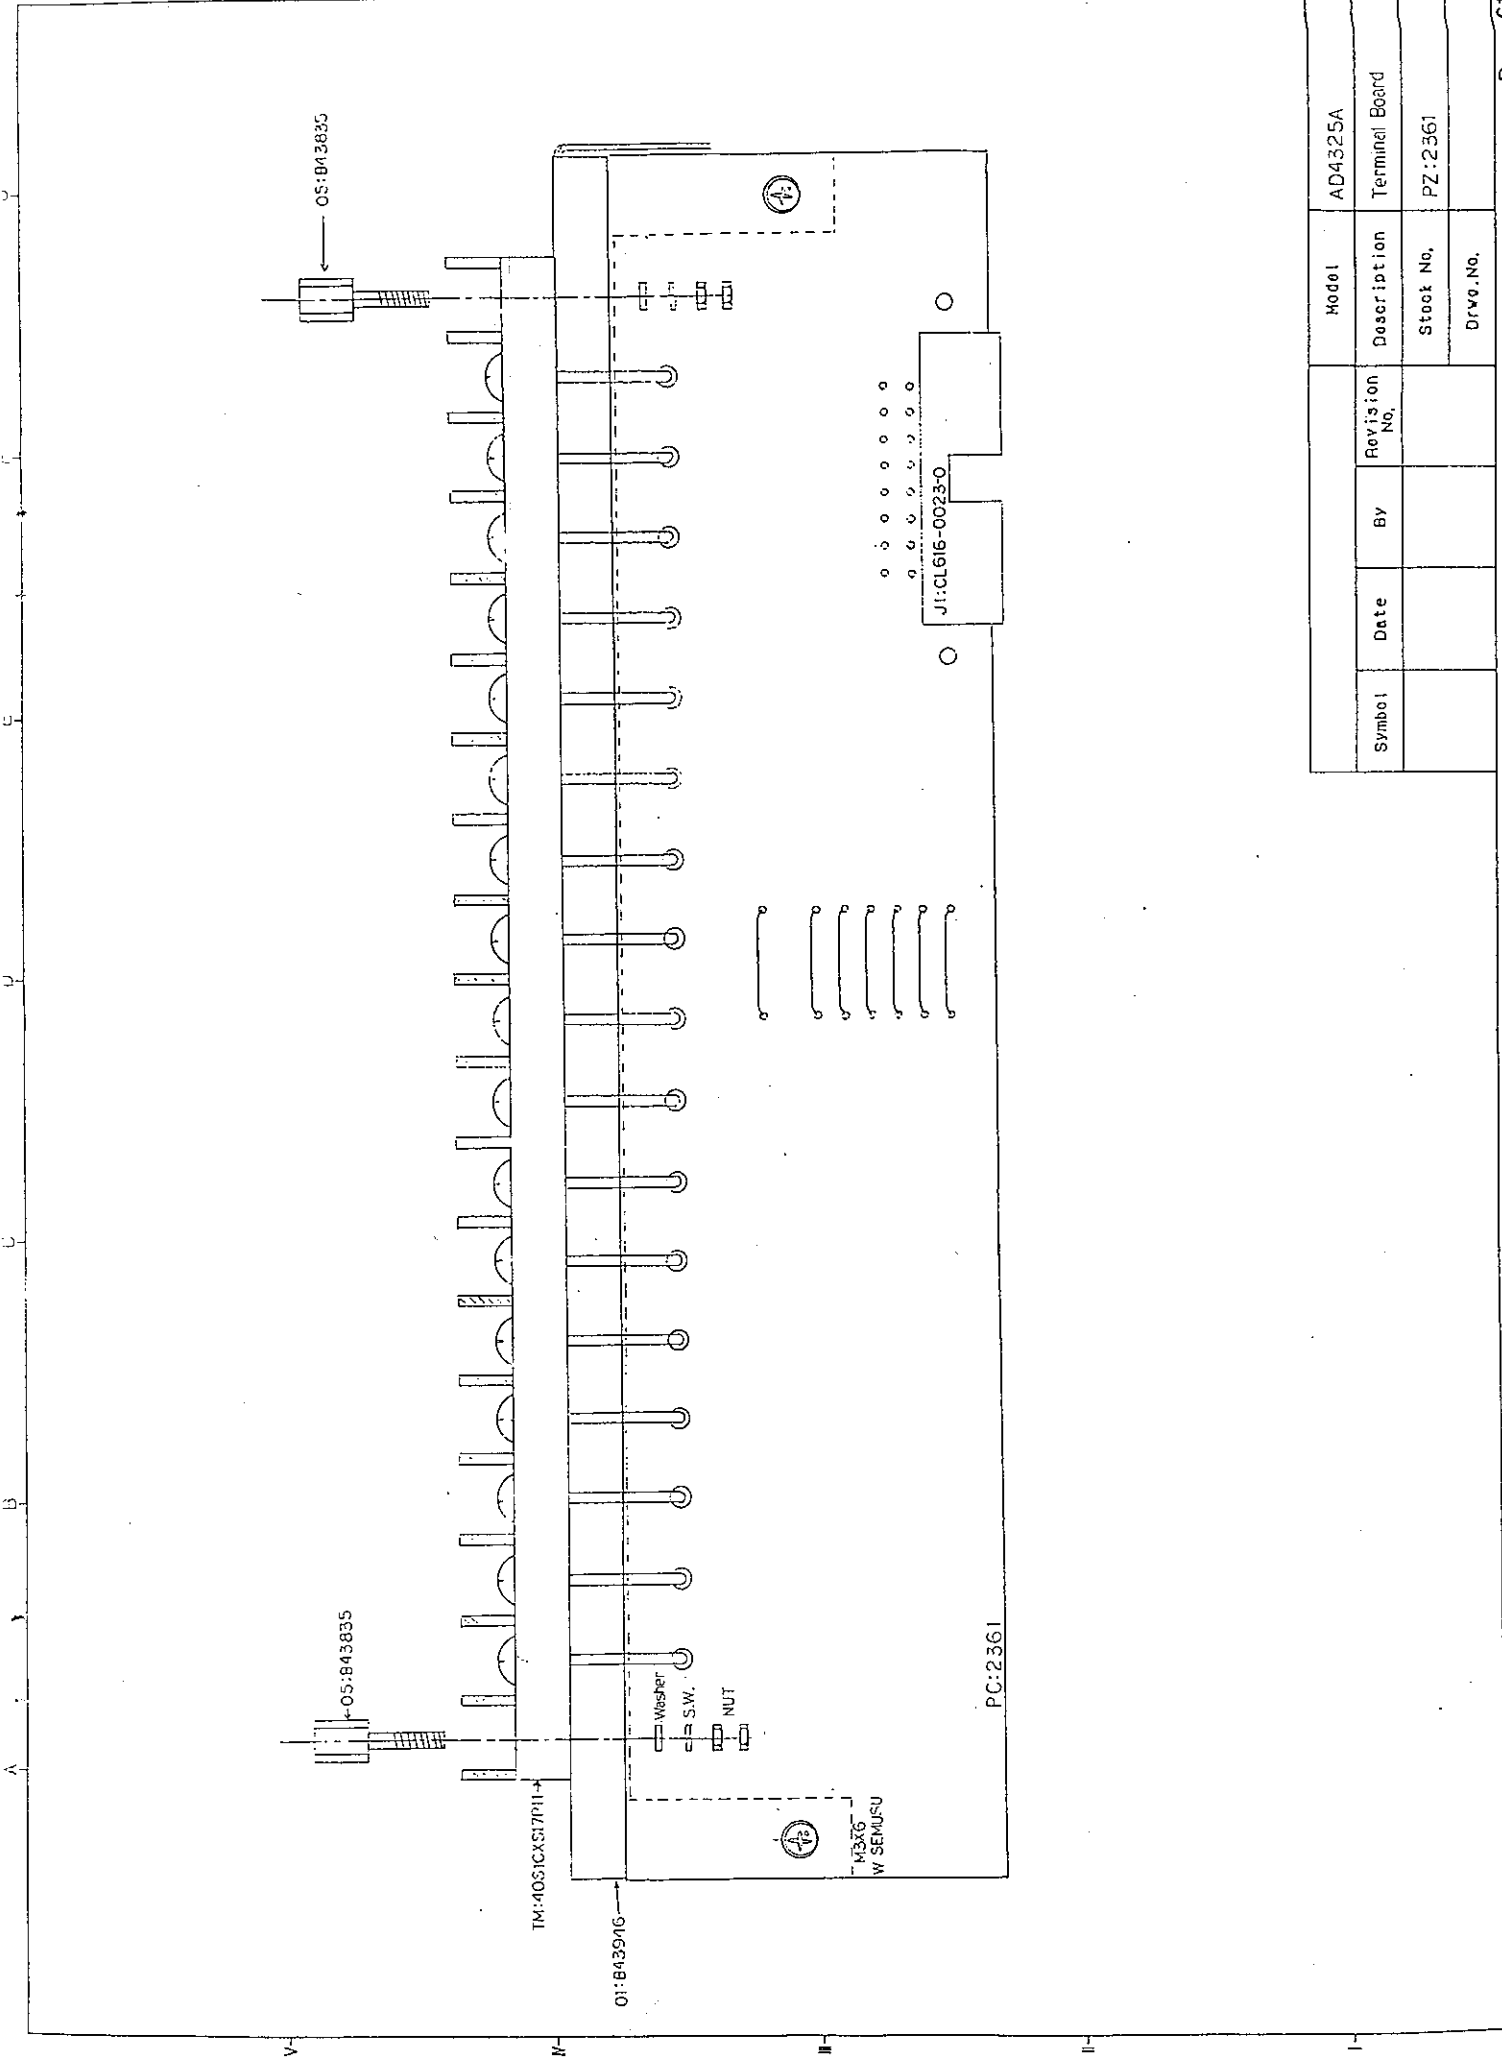 05:B43835
05:B43835
TM:40S1CXS17P11
01:B43946
Washer
S.W.
NUT
M3X6
W SEMUSU
PC:2361
J1:CL616-0023-0
A
B
C
D
E
V
IV
III
II
I
Model AD4325A
Symbol Date By Revision No. Description Terminal Board
Stock No. PZ:2361
Drwg.No.